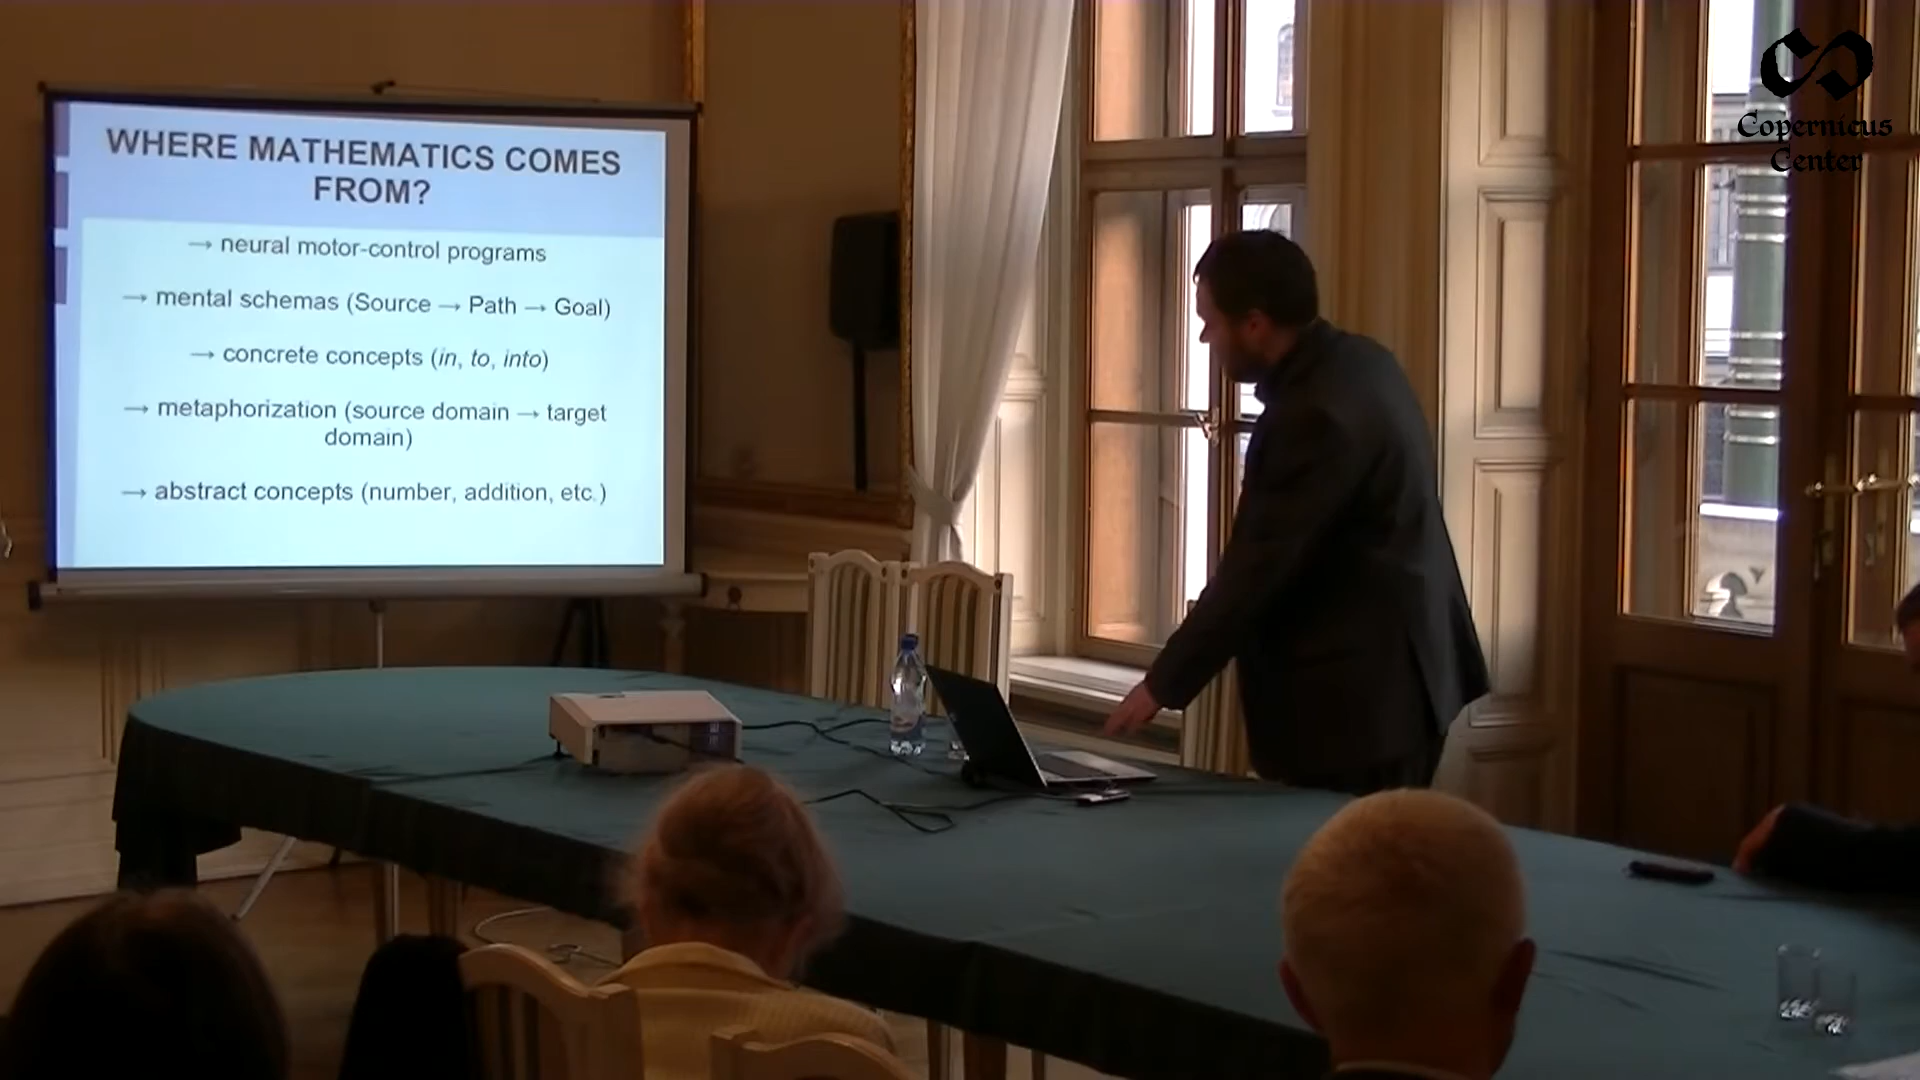 WHERE MATHEMATICS COMES
FROM?
→ neural motor-control programs
→ mental schemas (Source → Path → Goal)
→ concrete concepts (in, to, into)
→ metaphorization (source domain → target
domain)
→ abstract concepts (number, addition, etc.)
Copernicus
Center